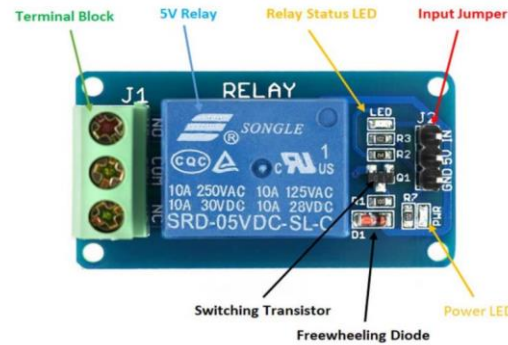 Terminal Block
5V Relay
Relay Status LED
Input Jumper
J1
RELAY
LED
J2
NO
COM
NC
SONGLE
®
CQC
c US
1
10A 250VAC 10A 125VAC
10A 30VDC 10A 28VDC
SRD-05VDC-SL-C
R3
R2
Q1
R1
D1
R7
PWR
IN
5V
GND
Switching Transistor
Freewheeling Diode
Power LED